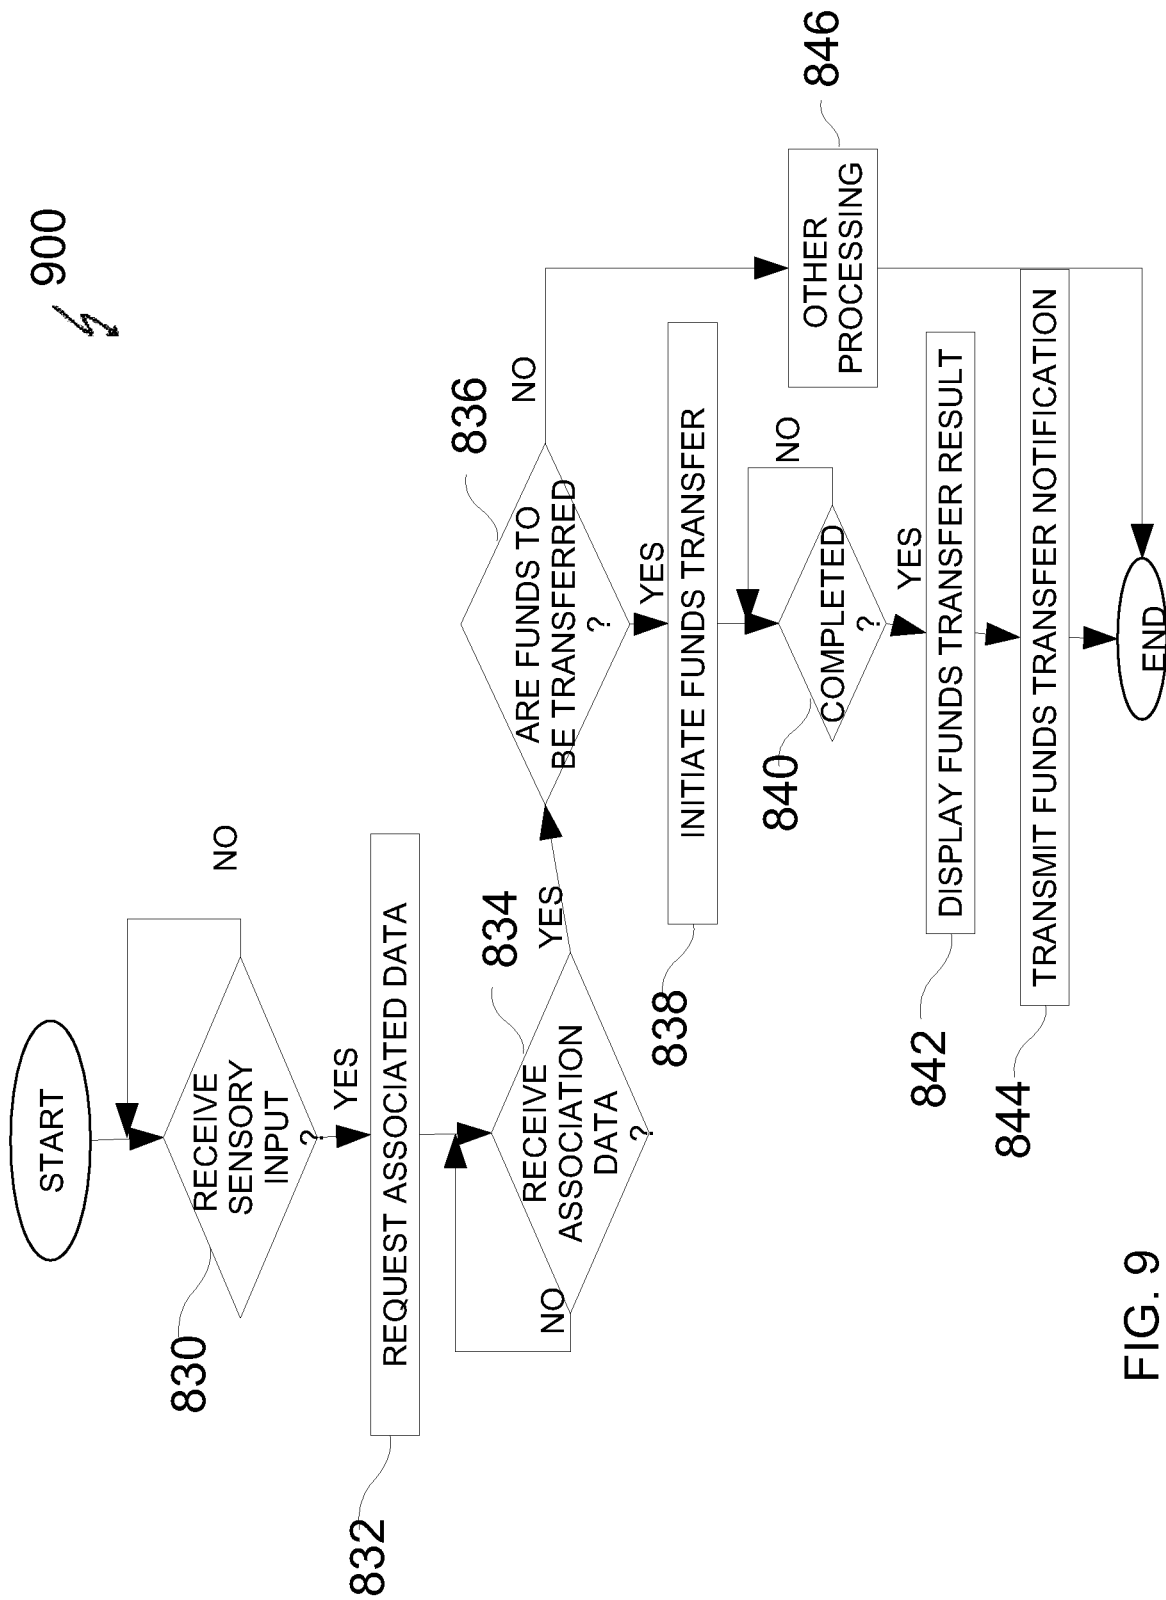 900
START
RECEIVE
SENSORY
INPUT
?
NO
830
YES
REQUEST ASSOCIATED DATA
832
RECEIVE
ASSOCIATION
DATA
?
834
NO
YES
ARE FUNDS TO
BE TRANSFERRED
?
836
NO
YES
INITIATE FUNDS TRANSFER
838
COMPLETED
?
840
NO
YES
OTHER
PROCESSING
846
DISPLAY FUNDS TRANSFER RESULT
842
TRANSMIT FUNDS TRANSFER NOTIFICATION
844
END
FIG. 9